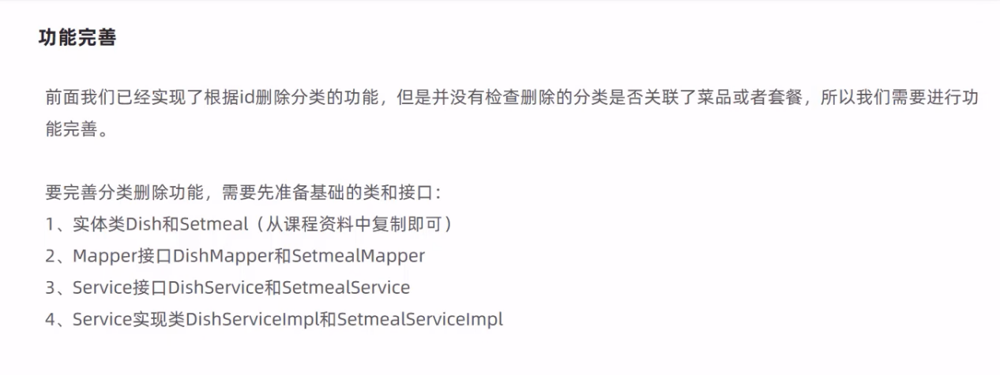 功能完善
前面我们已经实现了根据id删除分类的功能，但是并没有检查删除的分类是否关联了菜品或者套餐，所以我们需要进行功
能完善。
要完善分类删除功能，需要先准备基础的类和接口：
1、实体类Dish和Setmeal（从课程资料中复制即可）
2、Mapper接口DishMapper和SetmealMapper
3、Service接口DishService和SetmealService
4、Service实现类DishServiceImpl和SetmealServiceImpl